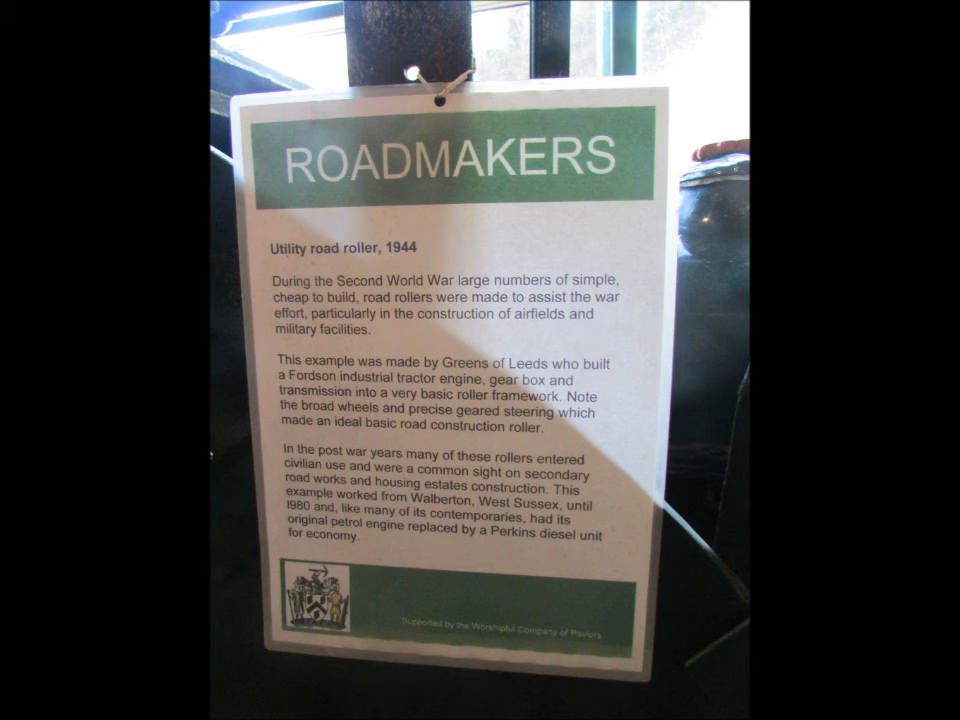 ROADMAKERS
Utility road roller, 1944
During the Second World War large numbers of simple,
cheap to build, road rollers were made to assist the war
effort, particularly in the construction of airfields and
military facilities.
This example was made by Greens of Leeds who built
a Fordson industrial tractor engine, gear box and
transmission into a very basic roller framework. Note
the broad wheels and precise geared steering which
made an ideal basic road construction roller.
In the post war years many of these rollers entered
civilian use and were a common sight on secondary
road works and housing estates construction. This
example worked from Walberton, West Sussex, until
I980 and, like many of its contemporaries, had its
original petrol engine replaced by a Perkins diesel unit
for economy.
Supported by the Worshipful Company of Paviors